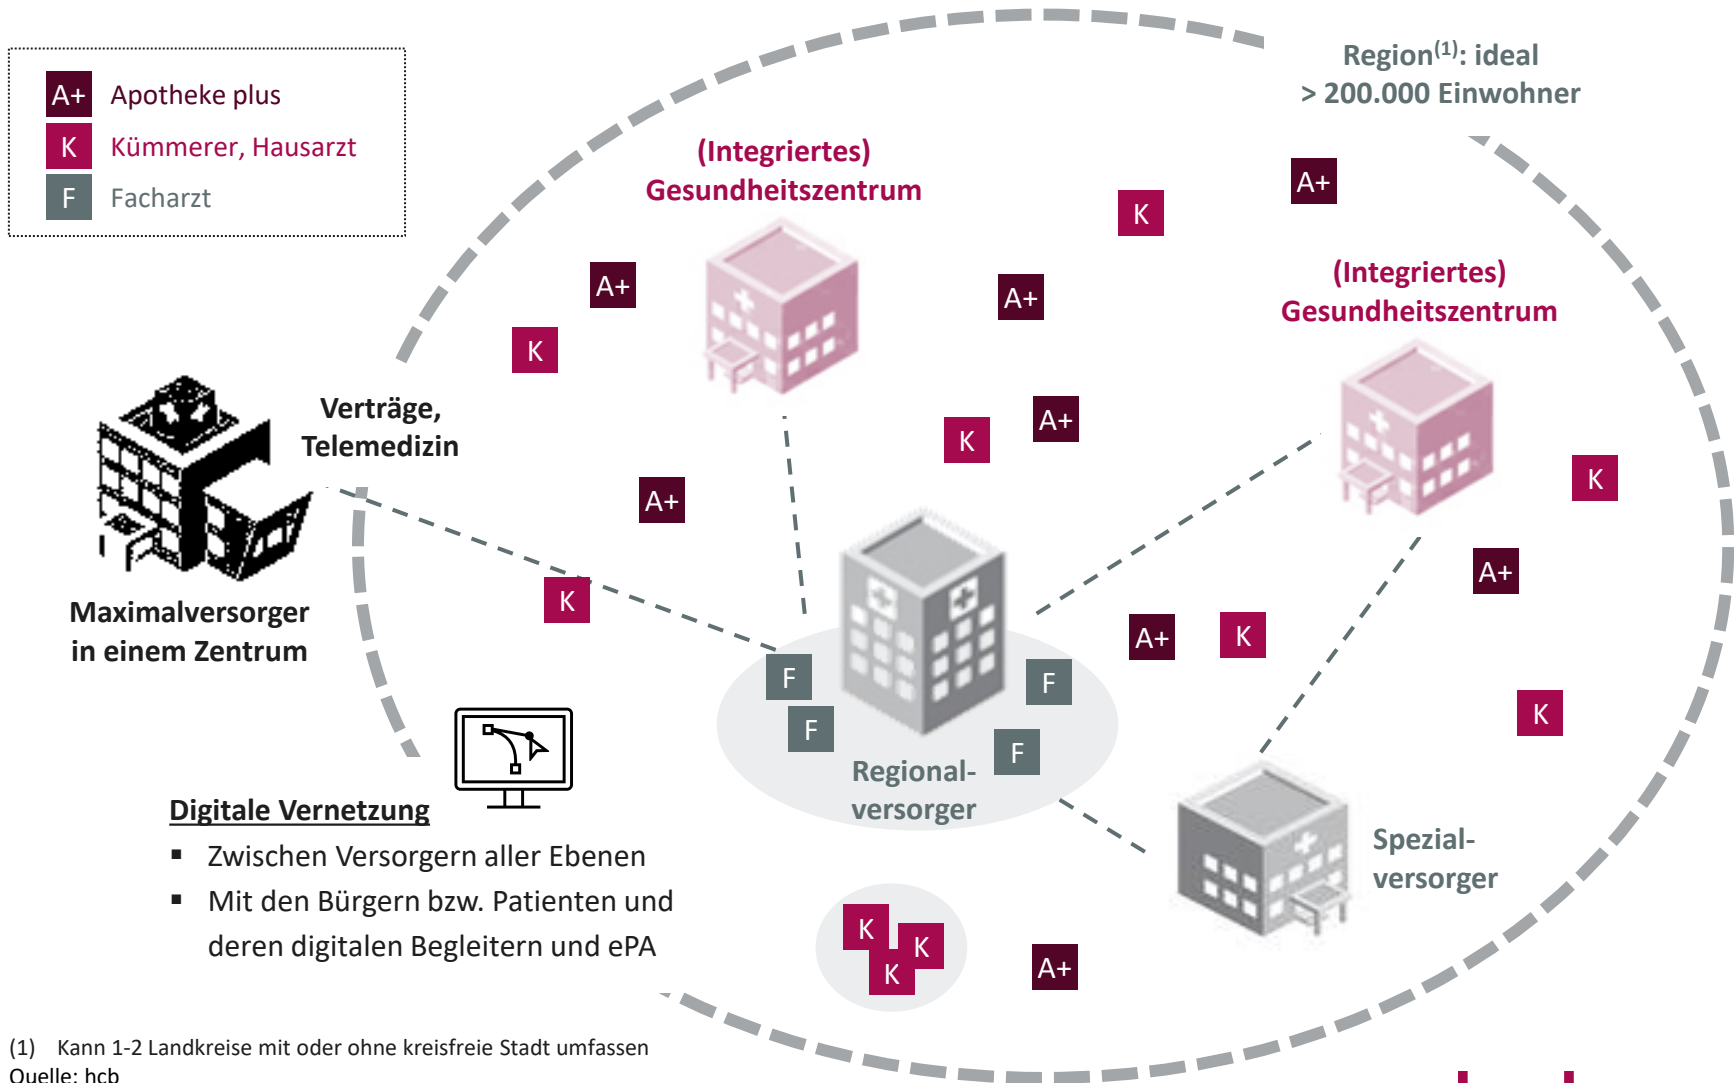 A+ Apotheke plus
K Kümmerer, Hausarzt
F Facharzt
Region(1): ideal
> 200.000 Einwohner
(Integriertes)
Gesundheitszentrum
A+
K
(Integriertes)
Gesundheitszentrum
A+
A+
K
A+
K
K
A+
Verträge,
Telemedizin
A+
K
K
A+
K
Maximalversorger
in einem Zentrum
F
F
F
F
K
Regional-
versorger
Digitale Vernetzung
▪ Zwischen Versorgern aller Ebenen
▪ Mit den Bürgern bzw. Patienten und
deren digitalen Begleitern und ePA
Spezial-
versorger
K
K
K
A+
(1) Kann 1-2 Landkreise mit oder ohne kreisfreie Stadt umfassen
Quelle: hcb